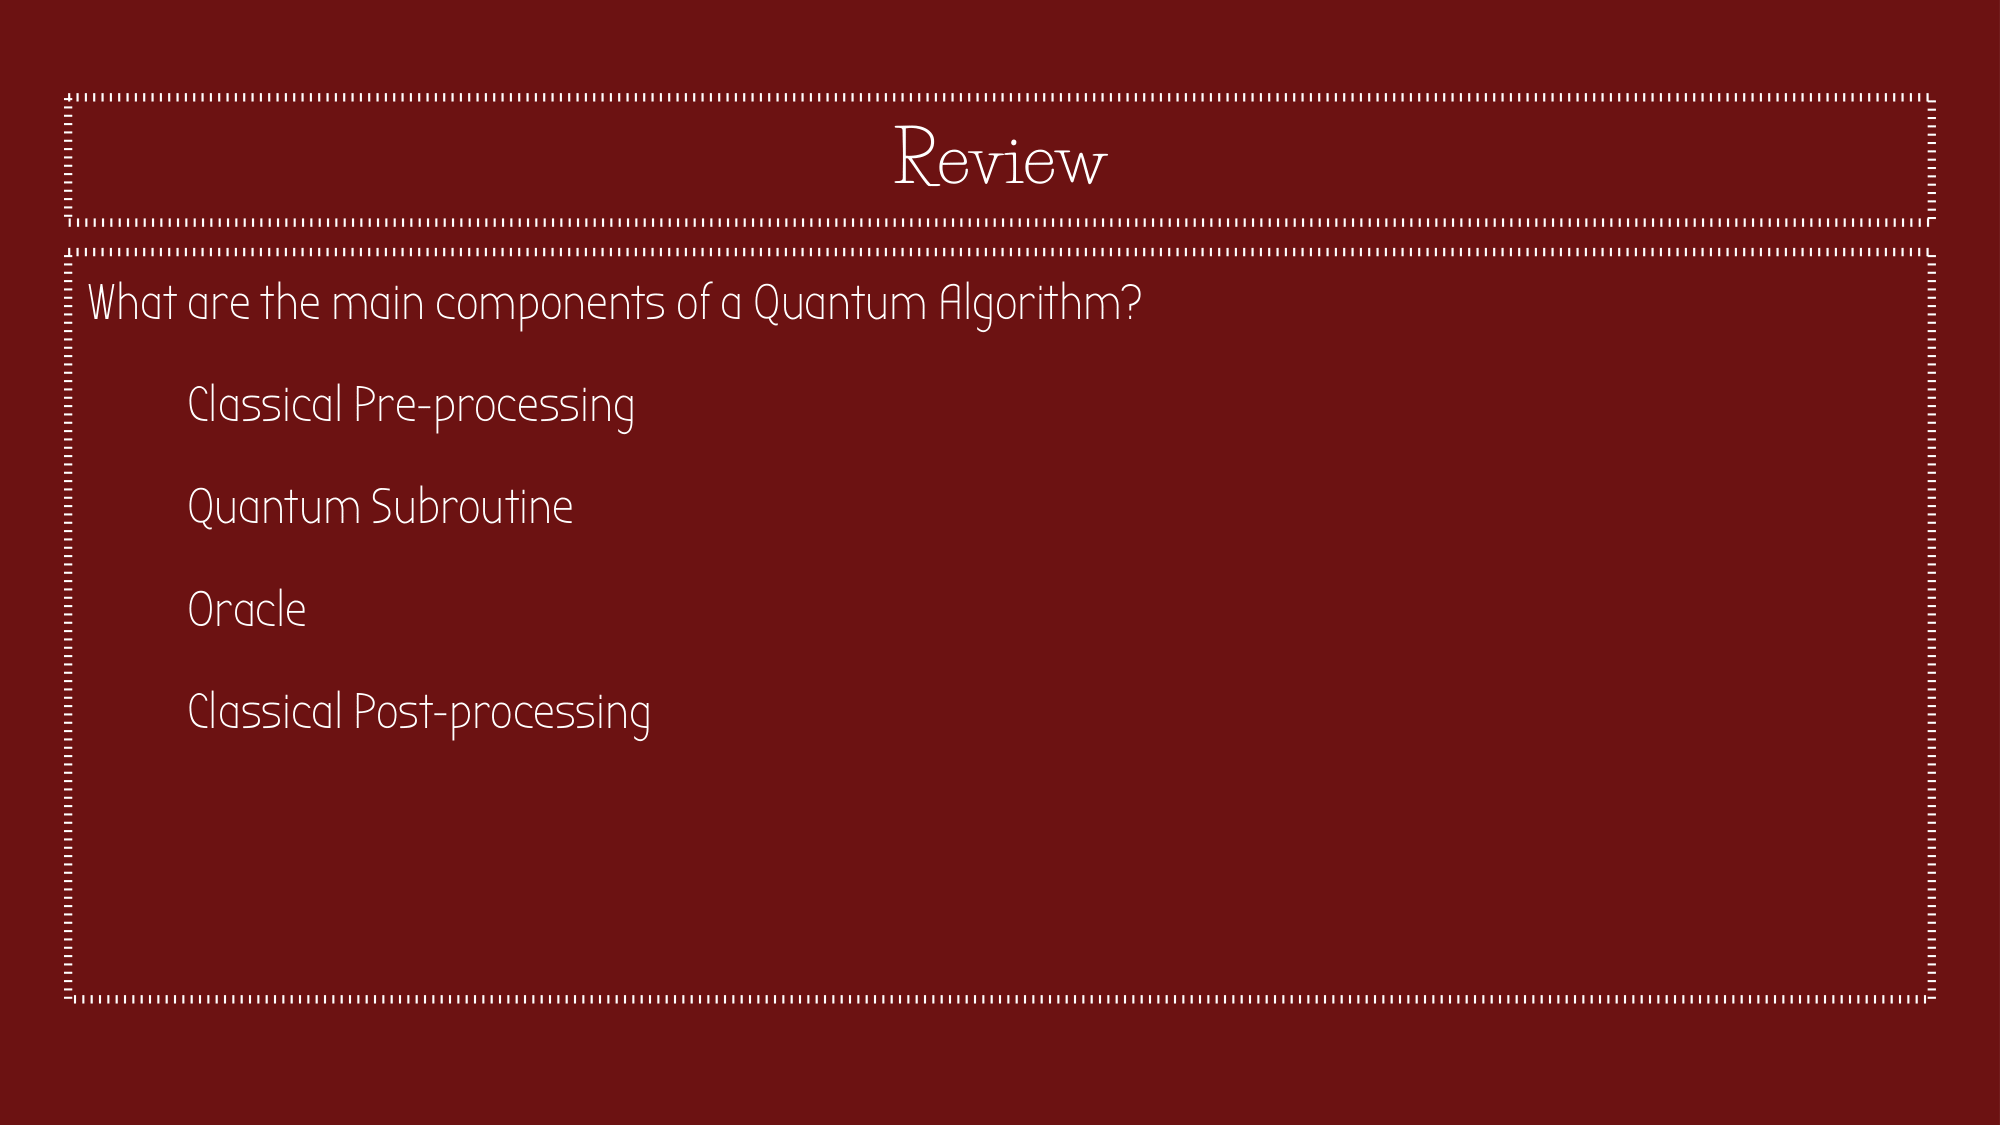 Review
What are the main components of a Quantum Algorithm?
Classical Pre-processing
Quantum Subroutine
Oracle
Classical Post-processing